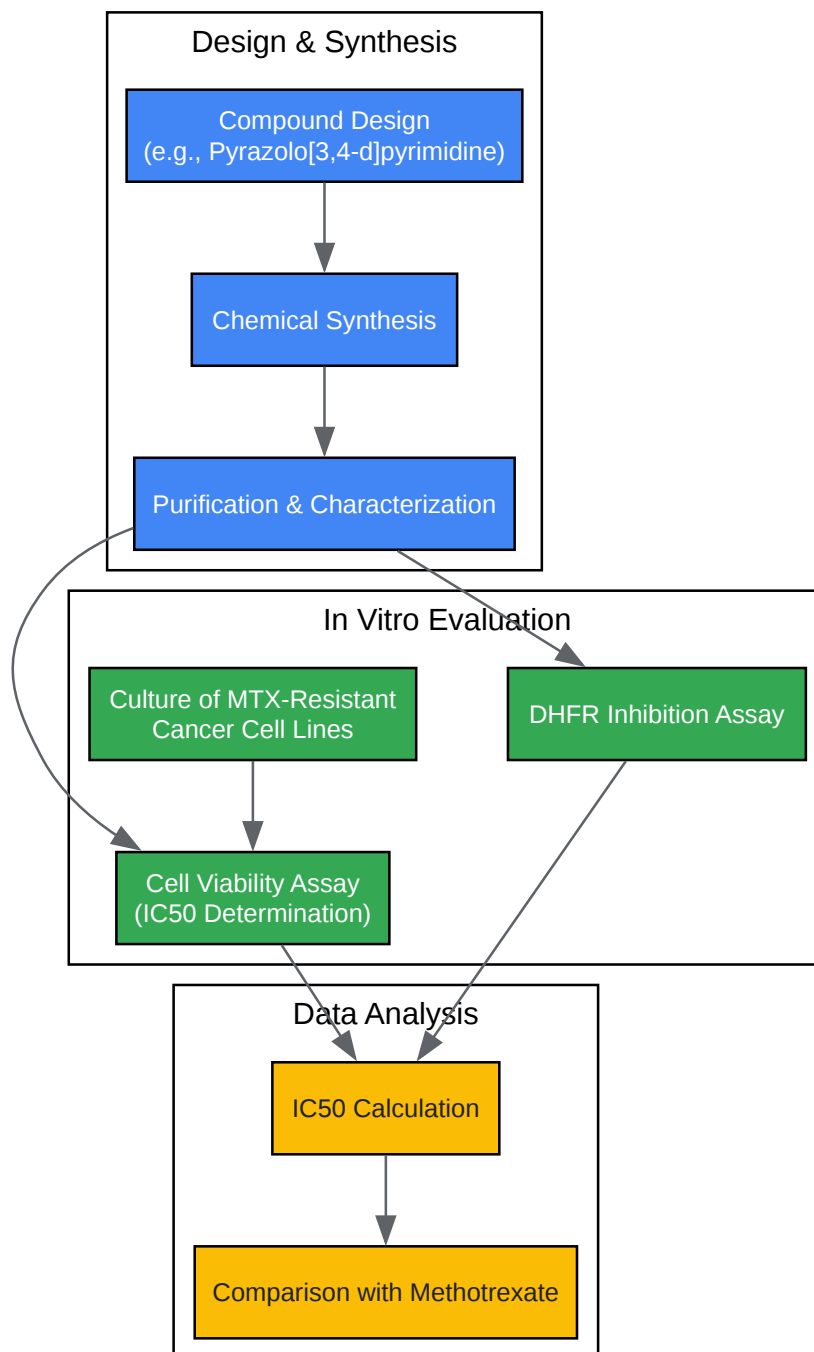 Design & Synthesis
Compound Design
(e.g., Pyrazolo[3,4-d]pyrimidine)
Chemical Synthesis
Purification & Characterization
In Vitro Evaluation
Culture of MTX-Resistant
Cancer Cell Lines
DHFR Inhibition Assay
Cell Viability Assay
(IC50 Determination)
Data Analysis
IC50 Calculation
Comparison with Methotrexate